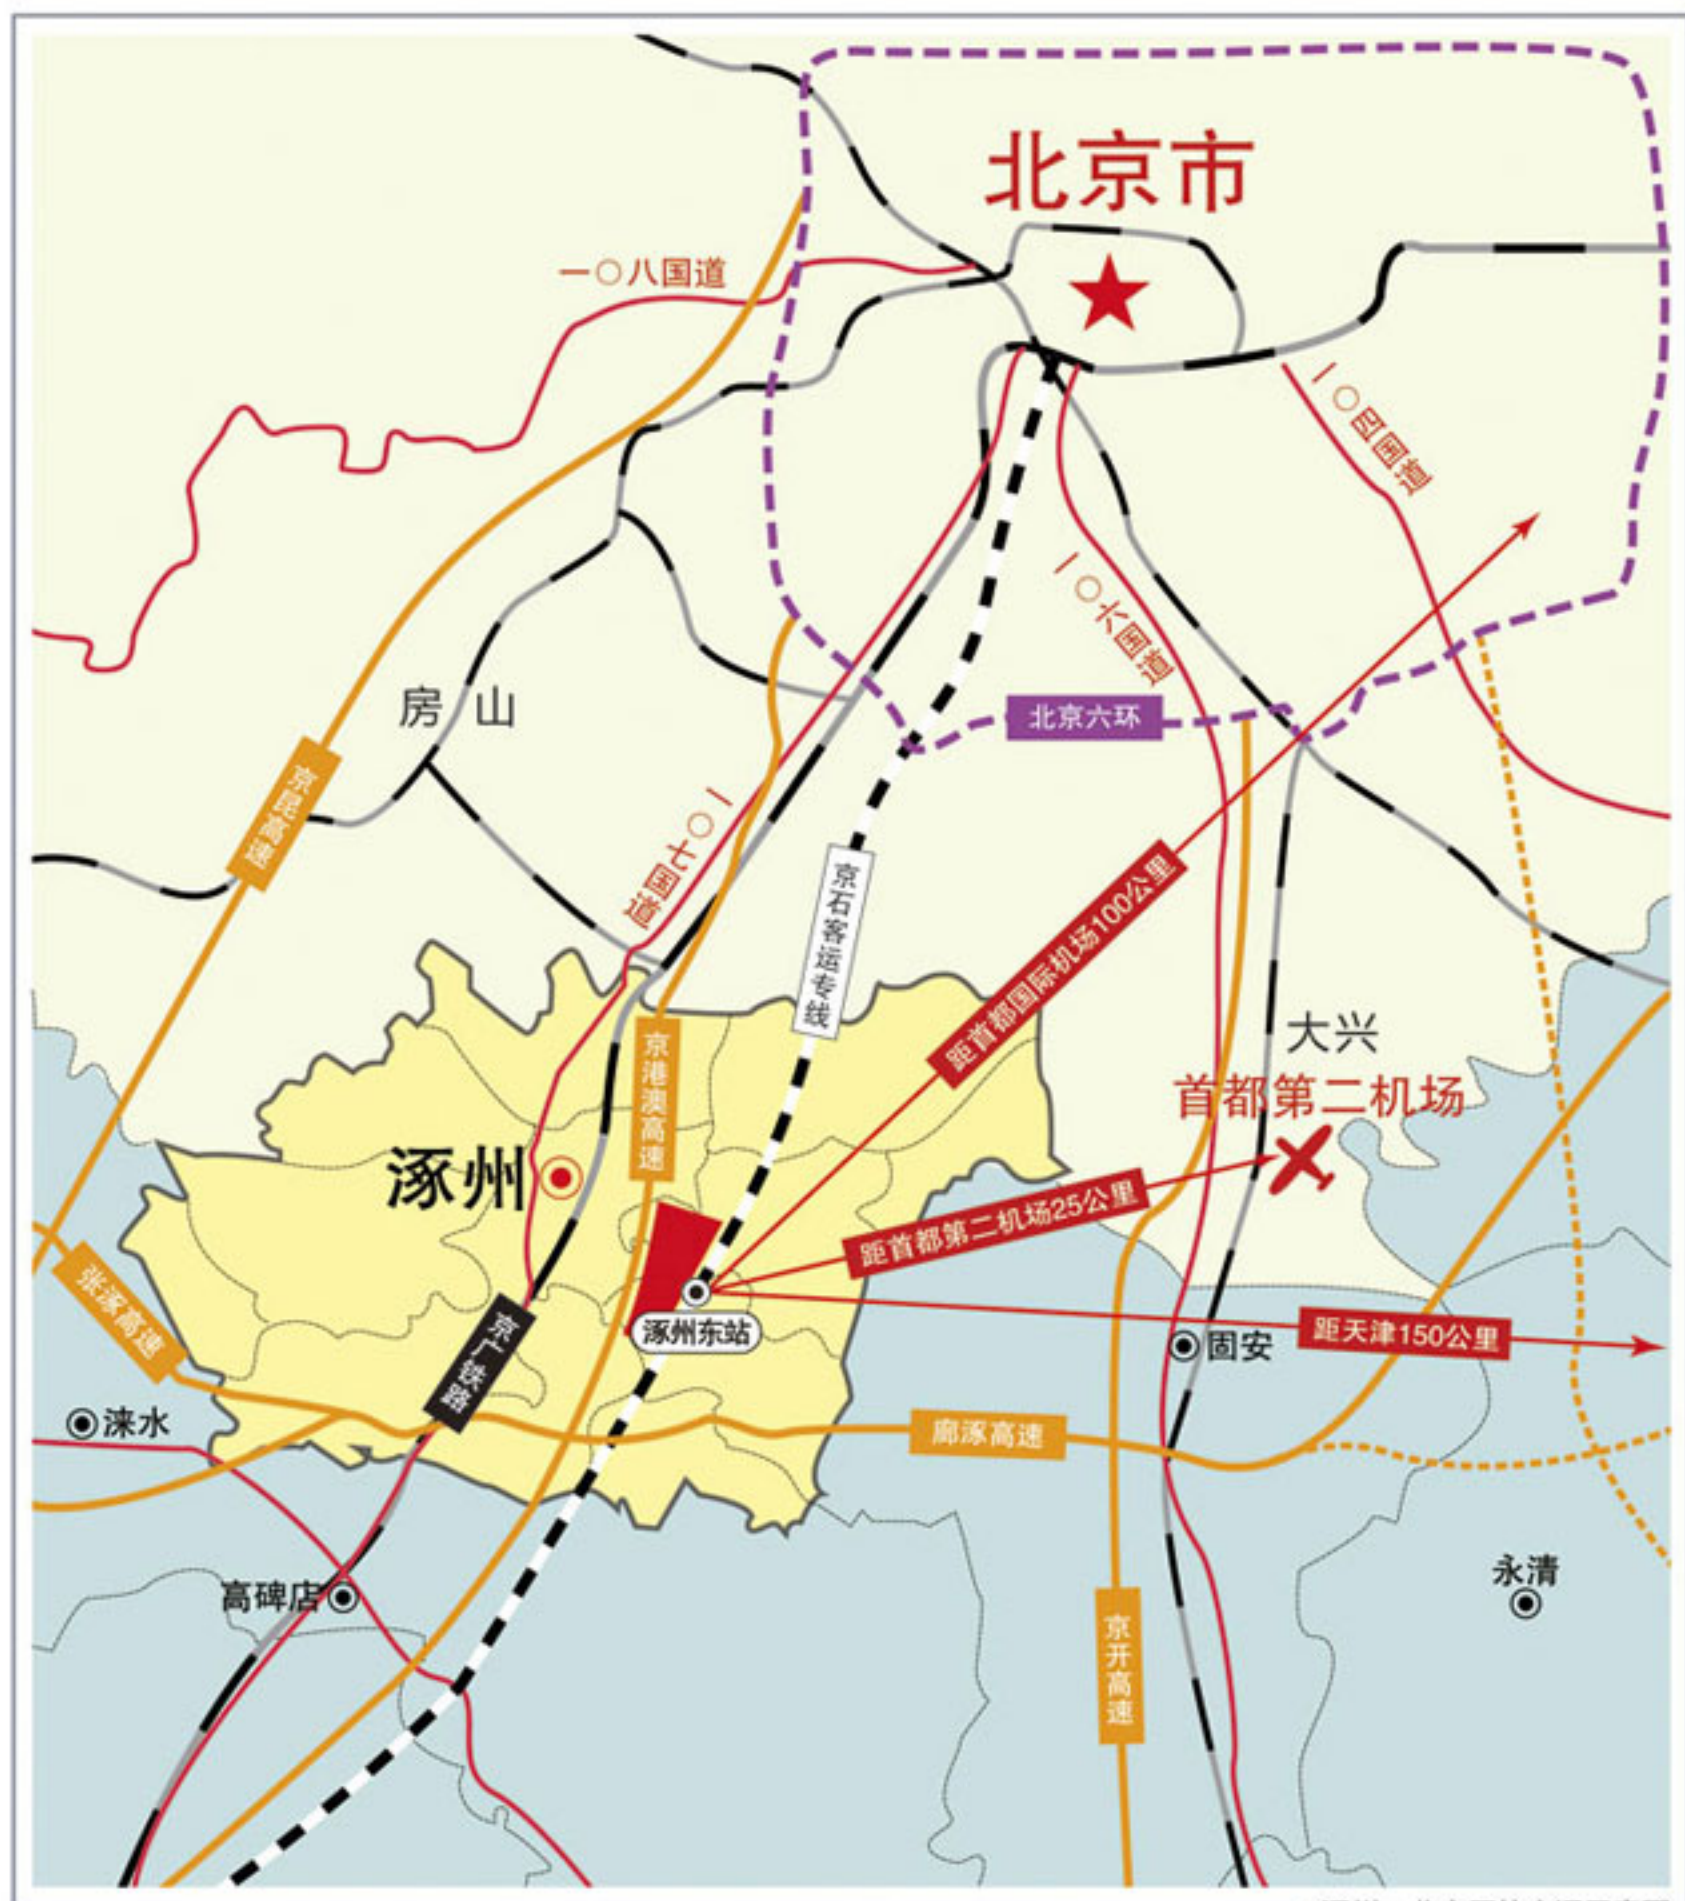 北京市
一〇八国道
一〇四国道
一〇六国道
房山
北京六环
京昆高速
一〇七国道
京石客运专线
距首都国际机场100公里
大兴
首都第二机场
京港澳高速
涿州
距首都第二机场25公里
张涿高速
涿州东站
京广铁路
距天津150公里
固安
涞水
廊涿高速
高碑店
永清
京开高速